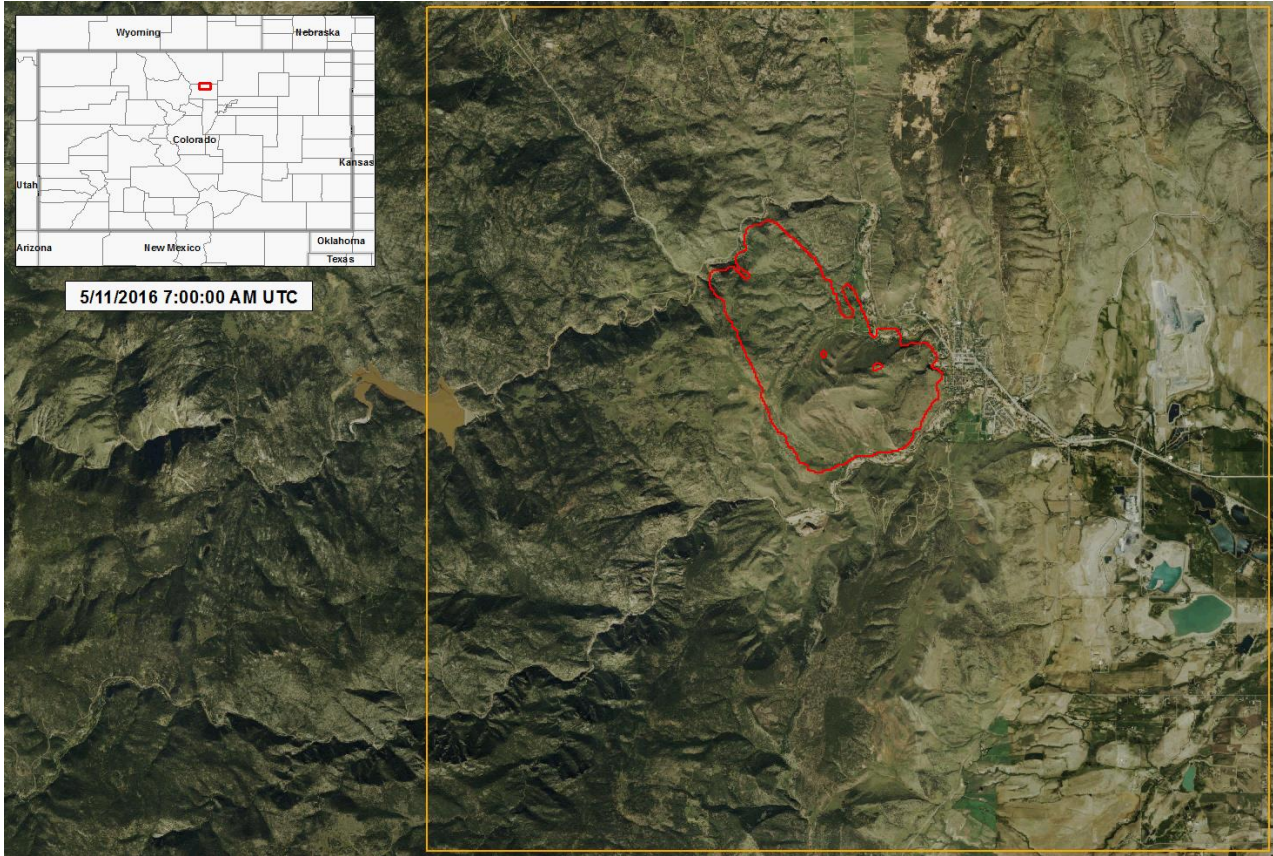 Wyoming
Nebraska
Colorado
Kansas
Utah
Arizona
New Mexico
Oklahoma
Texas
5/11/2016 7:00:00 AM UTC